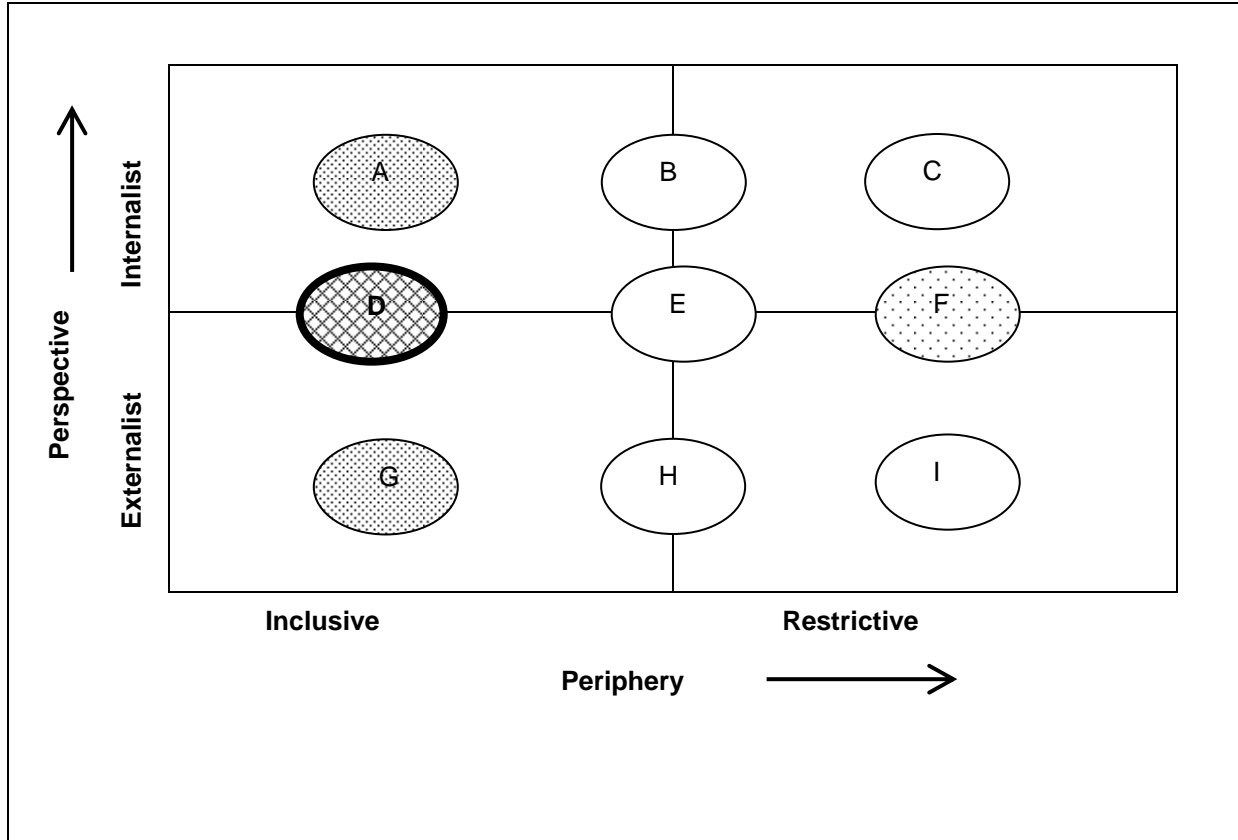 A
B
C
Internalist
D
E
F
Perspective
Externalist
G
H
I
Inclusive
Restrictive
Periphery